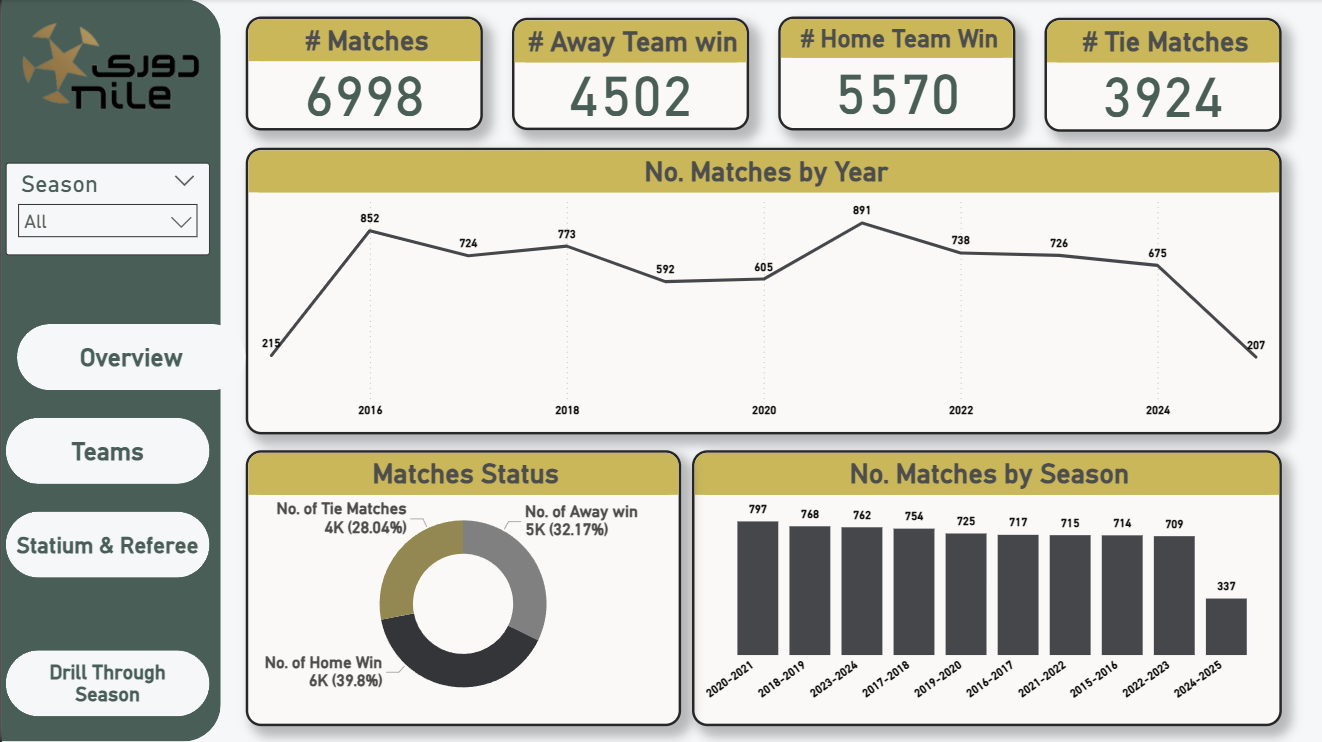 دوري
nile
Season
All
Overview
Teams
Statium & Referee
Drill Through
Season
# Matches
6998
# Away Team win
4502
# Home Team Win
5570
# Tie Matches
3924
No. Matches by Year
215
852
724
773
592
605
891
738
726
675
207
2016
2018
2020
2022
2024
Matches Status
No. of Tie Matches
4K (28.04%)
No. of Away win
5K (32.17%)
No. of Home Win
6K (39.8%)
No. Matches by Season
797
768
762
754
725
717
715
714
709
337
2020-2021
2018-2019
2023-2024
2017-2018
2019-2020
2016-2017
2021-2022
2015-2016
2022-2023
2024-2025